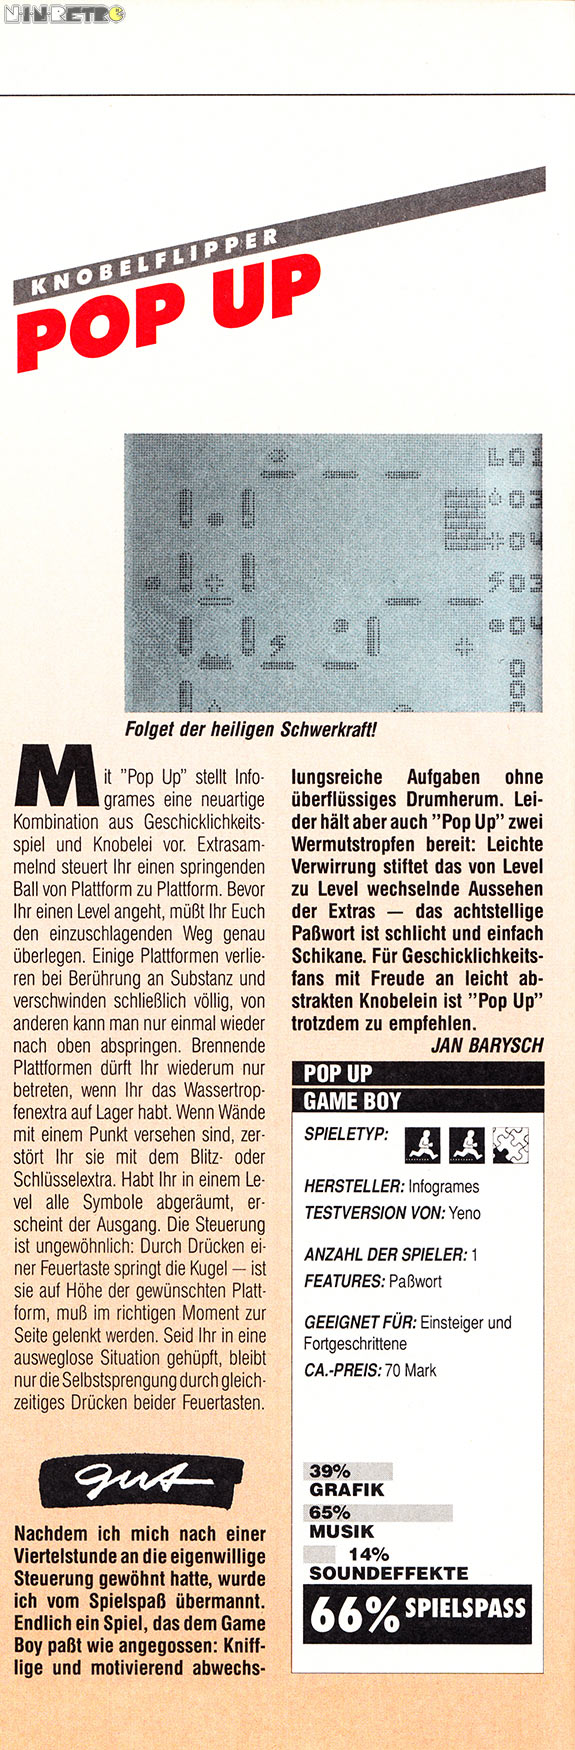 NINRETRO
KNOBELFLIPPER
POP UP
L01
03
04
03
04
0
0
0
Folget der heiligen Schwerkraft!
Mit ”Pop Up” stellt Info-
grames eine neuartige
Kombination aus Geschicklichkeits-
spiel und Knobelei vor. Extrasam-
melnd steuert Ihr einen springenden
Ball von Plattform zu Plattform. Bevor
Ihr einen Level angeht, müßt Ihr Euch
den einzuschlagenden Weg genau
überlegen. Einige Plattformen verlie-
ren bei Berührung an Substanz und
verschwinden schließlich völlig, von
anderen kann man nur einmal wieder
nach oben abspringen. Brennende
Plattformen dürft Ihr wiederum nur
betreten, wenn Ihr das Wassertrop-
fenextra auf Lager habt. Wenn Wände
mit einem Punkt versehen sind, zer-
stört Ihr sie mit dem Blitz- oder
Schlüsselextra. Habt Ihr in einem Le-
vel alle Symbole abgeräumt, er-
scheint der Ausgang. Die Steuerung
ist ungewöhnlich: Durch Drücken ei-
ner Feuertaste springt die Kugel — ist
sie auf Höhe der gewünschten Platt-
form, muß im richtigen Moment zur
Seite gelenkt werden. Seid Ihr in eine
ausweglose Situation gehüpft, bleibt
nur die Selbstsprengung durch gleich-
zeitiges Drücken beider Feuertasten.
gut
Nachdem ich mich nach einer
Viertelstunde an die eigenwillige
Steuerung gewöhnt hatte, wurde
ich vom Spielspaß übermannt.
Endlich ein Spiel, das dem Game
Boy paßt wie angegossen: Kniff-
lige und motivierend abwechs-
lungsreiche Aufgaben ohne
überflüssiges Drumherum. Lei-
der hält aber auch ”Pop Up” zwei
Wermutstropfen bereit: Leichte
Verwirrung stiftet das von Level
zu Level wechselnde Aussehen
der Extras — das achtstellige
Paßwort ist schlicht und einfach
Schikane. Für Geschicklichkeits-
fans mit Freude an leicht ab-
strakten Knobelein ist ”Pop Up”
trotzdem zu empfehlen.
JAN BARYSCH
POP UP
GAME BOY
SPIELETYP:
HERSTELLER: Infogrames
TESTVERSION VON: Yeno
ANZAHL DER SPIELER: 1
FEATURES: Paßwort
GEEIGNET FÜR: Einsteiger und
Fortgeschrittene
CA.-PREIS: 70 Mark
39%
GRAFIK
65%
MUSIK
14%
SOUNDEFFEKTE
66% SPIELSPASS